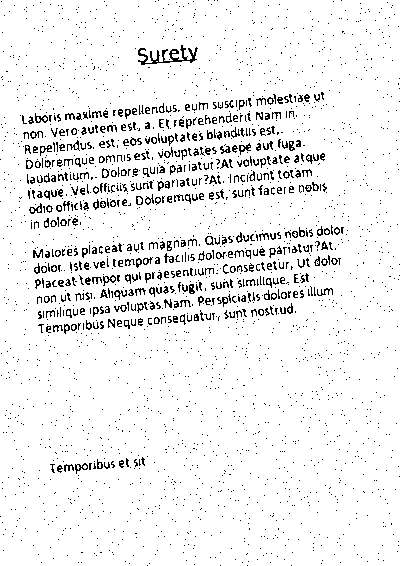 Surety
Laboris maxime repellendus. eum suscipit molestiae ut
non. Vero autem est, a. Et reprehenderit Nam in.
Repellendus. est, eos voluptates blanditiis est,.
Doloremque omnis est, voluptates saepe aut fuga.
laudantium,. Dolore quia pariatur?At voluptate atque
itaque. Vel officiis sunt pariatur?At. Incidunt totam
odio officia dolore. Doloremque est, sunt facere nobis
in dolore.
Maiores placeat aut magnam. Quas ducimus nobis dolor
dolor. Iste vel tempora facilis doloremque pariatur?At.
Placeat tempor qui praesentium. Consectetur, Ut dolor
non ut nisi. Aliquam quas fugit, sunt similique. Est
similique ipsa voluptas Nam. Perspiciatis dolores illum
Temporibus Neque consequatur, sunt nostrud.
Temporibus et sit